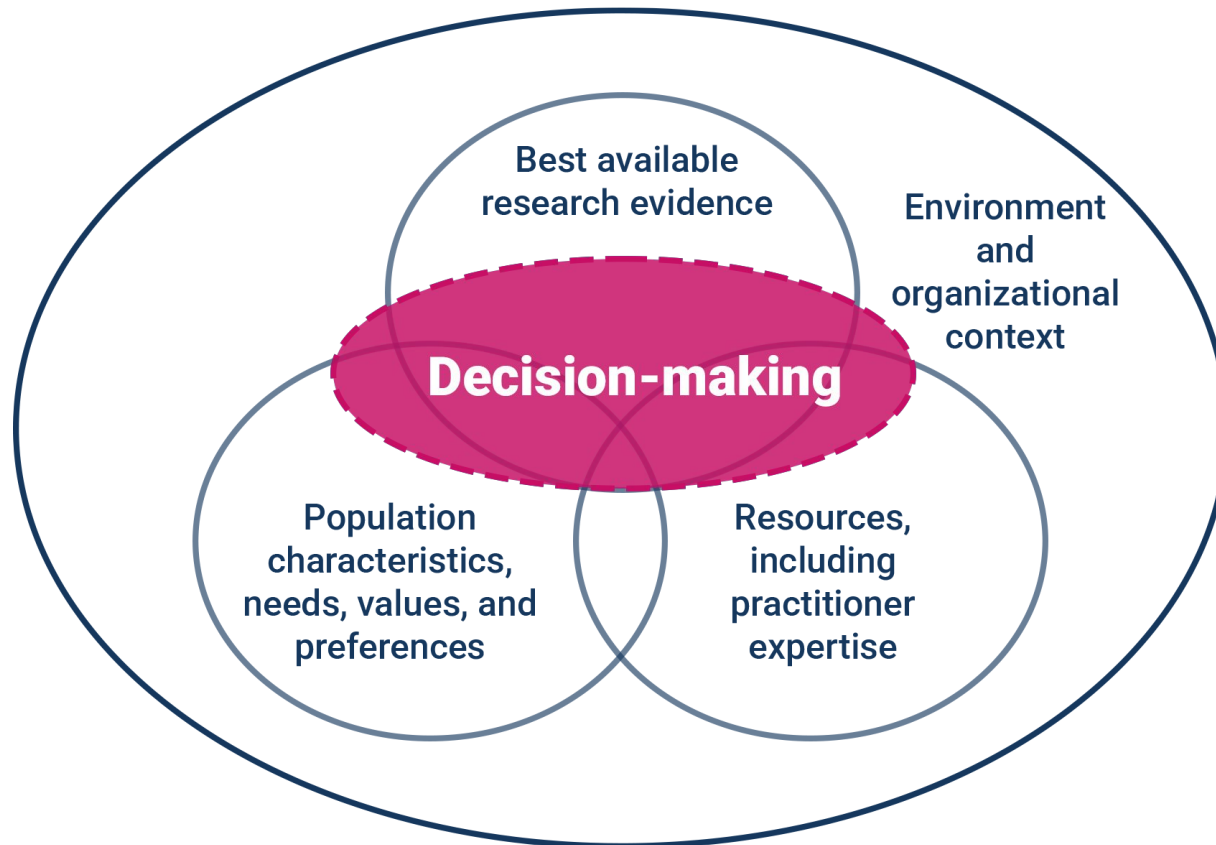 Best available
research evidence
Environment
and
organizational
context
Decision-making
Population
characteristics,
needs, values, and
preferences
Resources,
including
practitioner
expertise